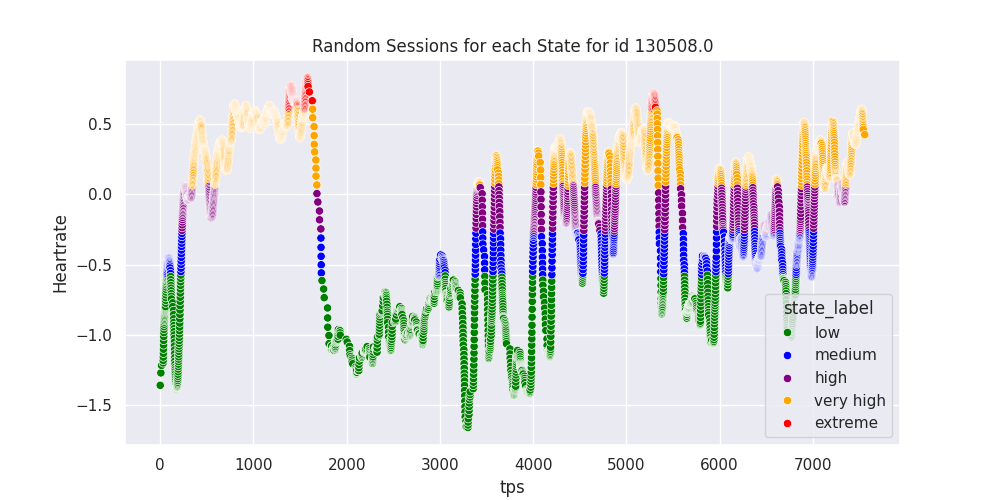 Random Sessions for each State for id 130508.0
Heartrate
0.5
0.0
−0.5
−1.0
−1.5
0 1000 2000 3000 4000 5000 6000 7000
tps
state_label
low
medium
high
very high
extreme